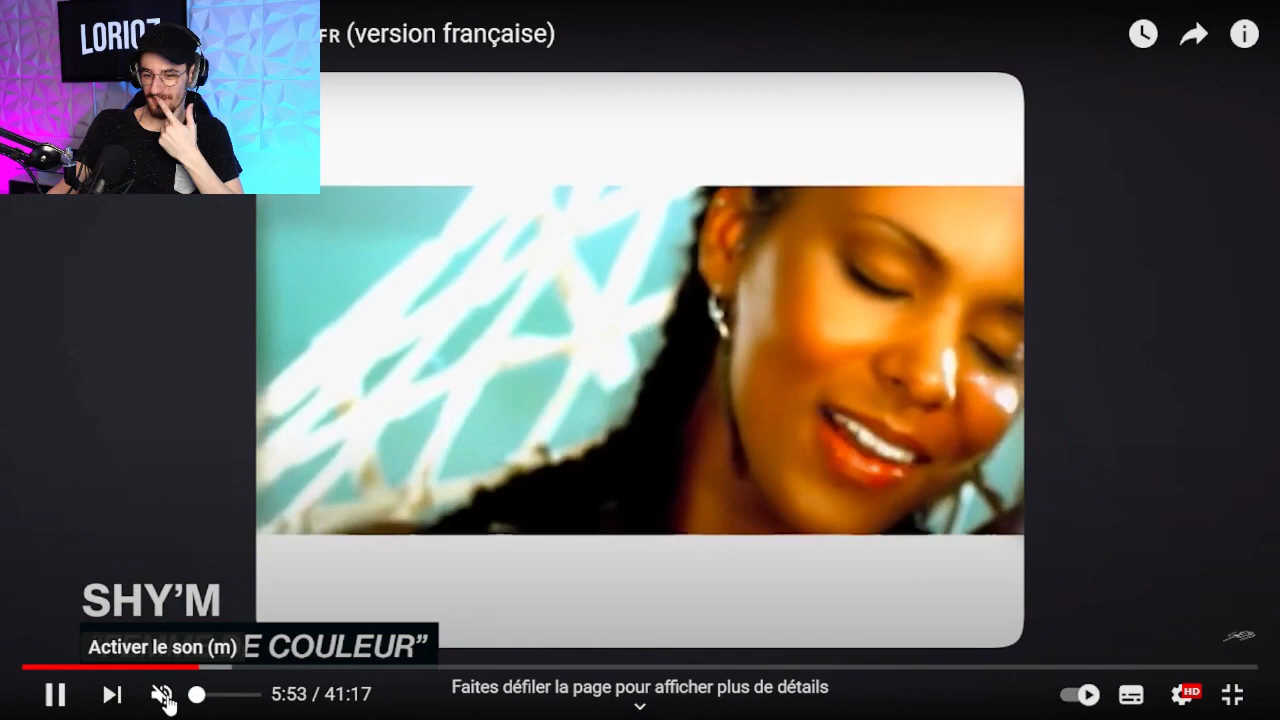 LORIOZ
FR (version française)
SHY'M
E COULEUR"
Activer le son (m)
Faites défiler la page pour afficher plus de détails
5:53 / 41:17
HD